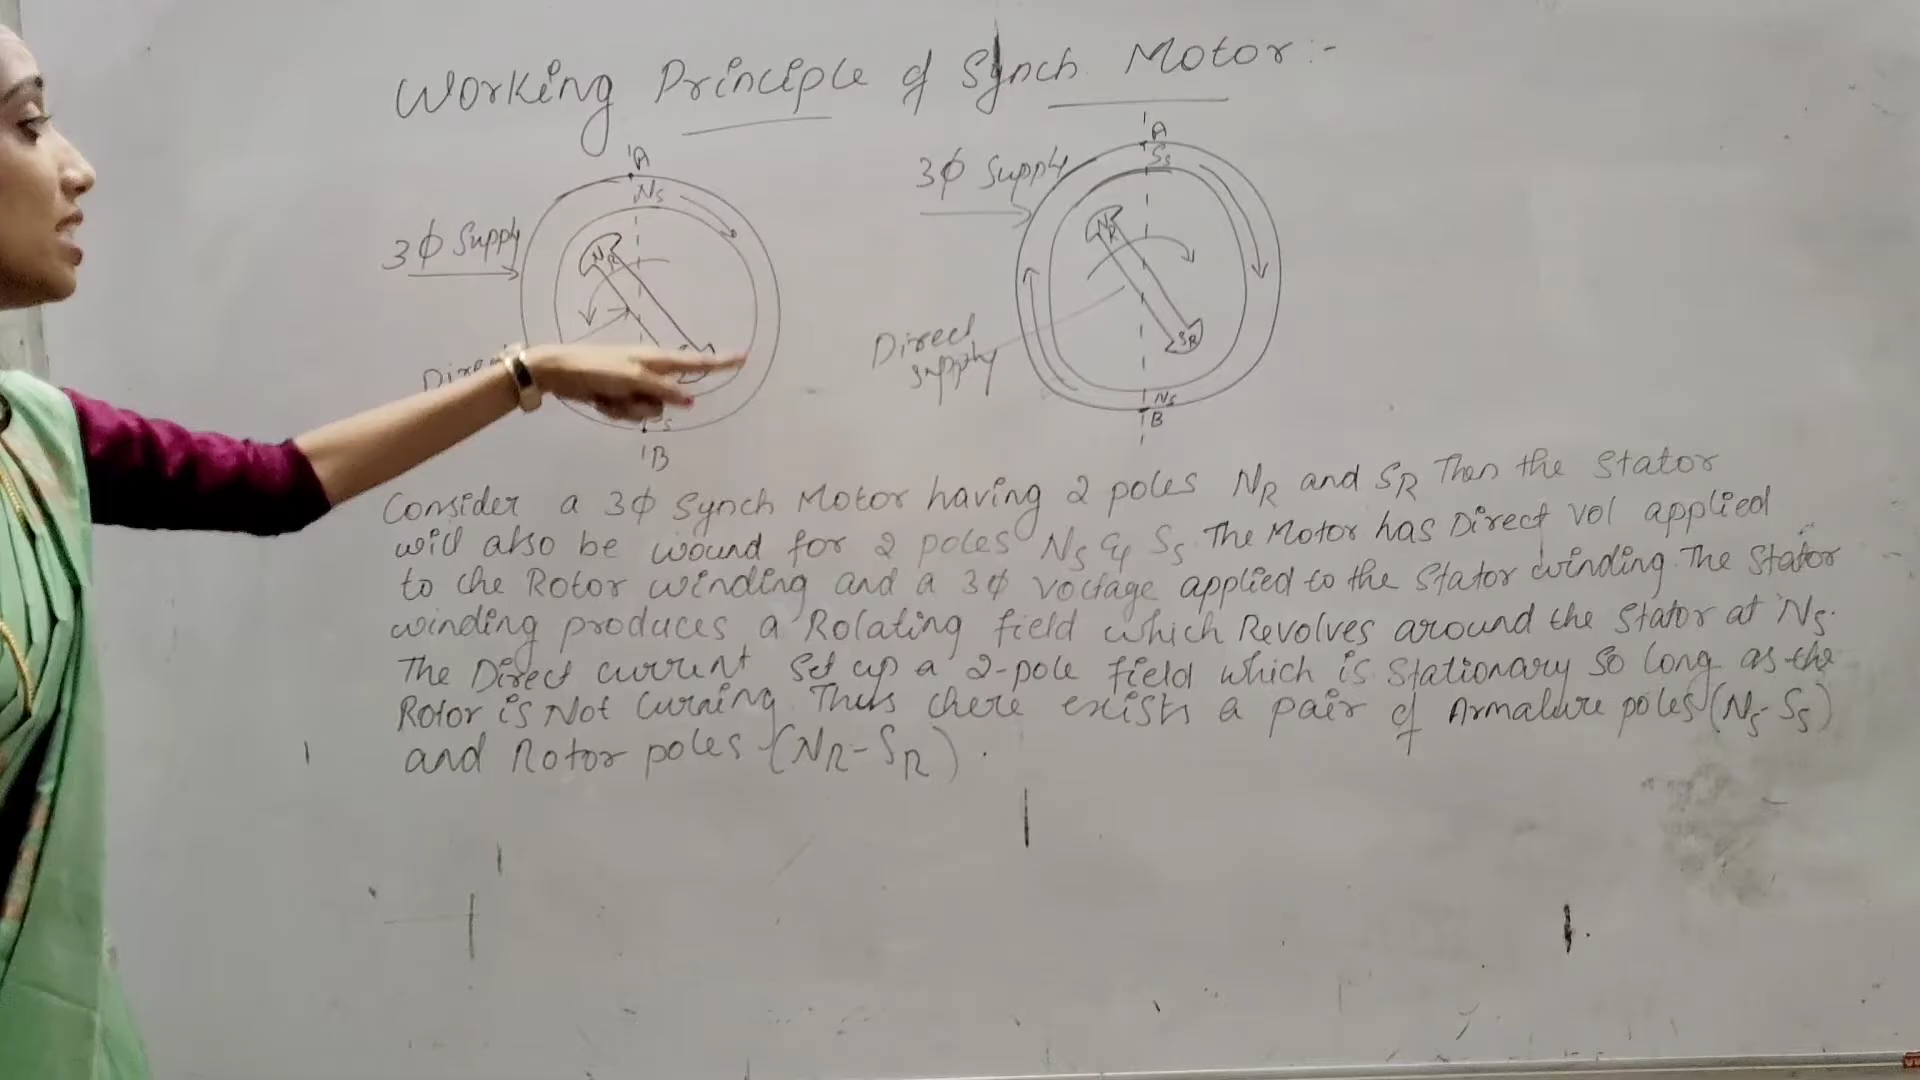 Working Principle of Synch Motor:-
A
Ns
3ϕ Supply
NR
B
A
Ss
3ϕ Supply
NR
Direct
supply
SR
Ns
B
Consider a 3ϕ Synch Motor having 2 poles NR and SR Then the Stator
will also be wound for 2 poles Ns & Ss. The Motor has Direct Vol applied
to the Rotor winding and a 3ϕ Voltage applied to the Stator winding. The Stator
winding produces a Rotating field which Revolves around the Stator at Ns.
The Direct current Set up a 2-pole field which is Stationary So long as the
Rotor is Not turning. Thus there exists a pair of Armature poles (Ns-Ss)
and Rotor poles (NR-SR).